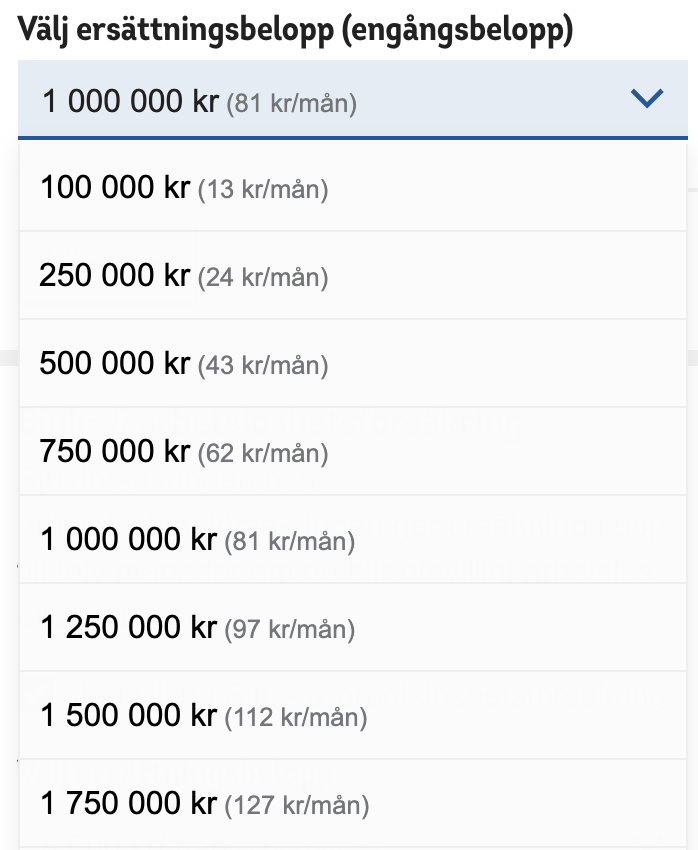 Välj ersättningsbelopp (engångsbelopp)
1 000 000 kr (81 kr/mån)
100 000 kr (13 kr/mån)
250 000 kr (24 kr/mån)
500 000 kr (43 kr/mån)
750 000 kr (62 kr/mån)
1 000 000 kr (81 kr/mån)
1 250 000 kr (97 kr/mån)
1 500 000 kr (112 kr/mån)
1 750 000 kr (127 kr/mån)